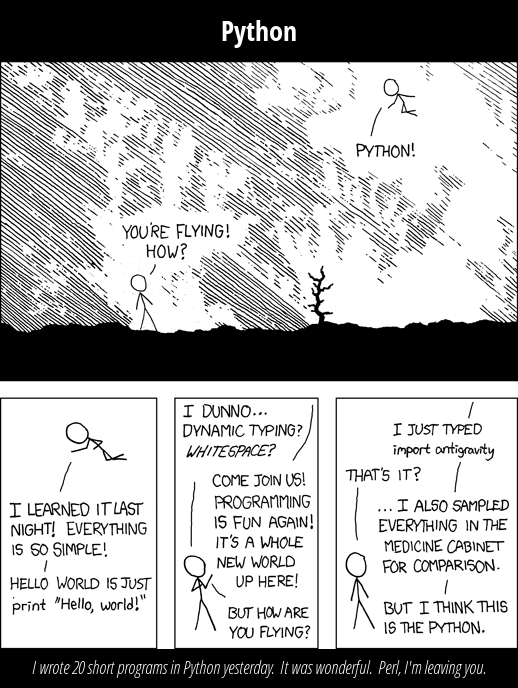 Python
PYTHON!
YOU'RE FLYING!
HOW?
I LEARNED IT LAST
NIGHT! EVERYTHING
IS SO SIMPLE!
HELLO WORLD IS JUST
print "Hello, world!"
I DUNNO...
DYNAMIC TYPING?
WHITESPACE?
COME JOIN US!
PROGRAMMING
IS FUN AGAIN!
IT'S A WHOLE
NEW WORLD
UP HERE!
BUT HOW ARE
YOU FLYING?
I JUST TYPED
import antigravity
THAT'S IT?
...I ALSO SAMPLED
EVERYTHING IN THE
MEDICINE CABINET
FOR COMPARISON.
BUT I THINK THIS
IS THE PYTHON.
I wrote 20 short programs in Python yesterday. It was wonderful. Perl, I'm leaving you.